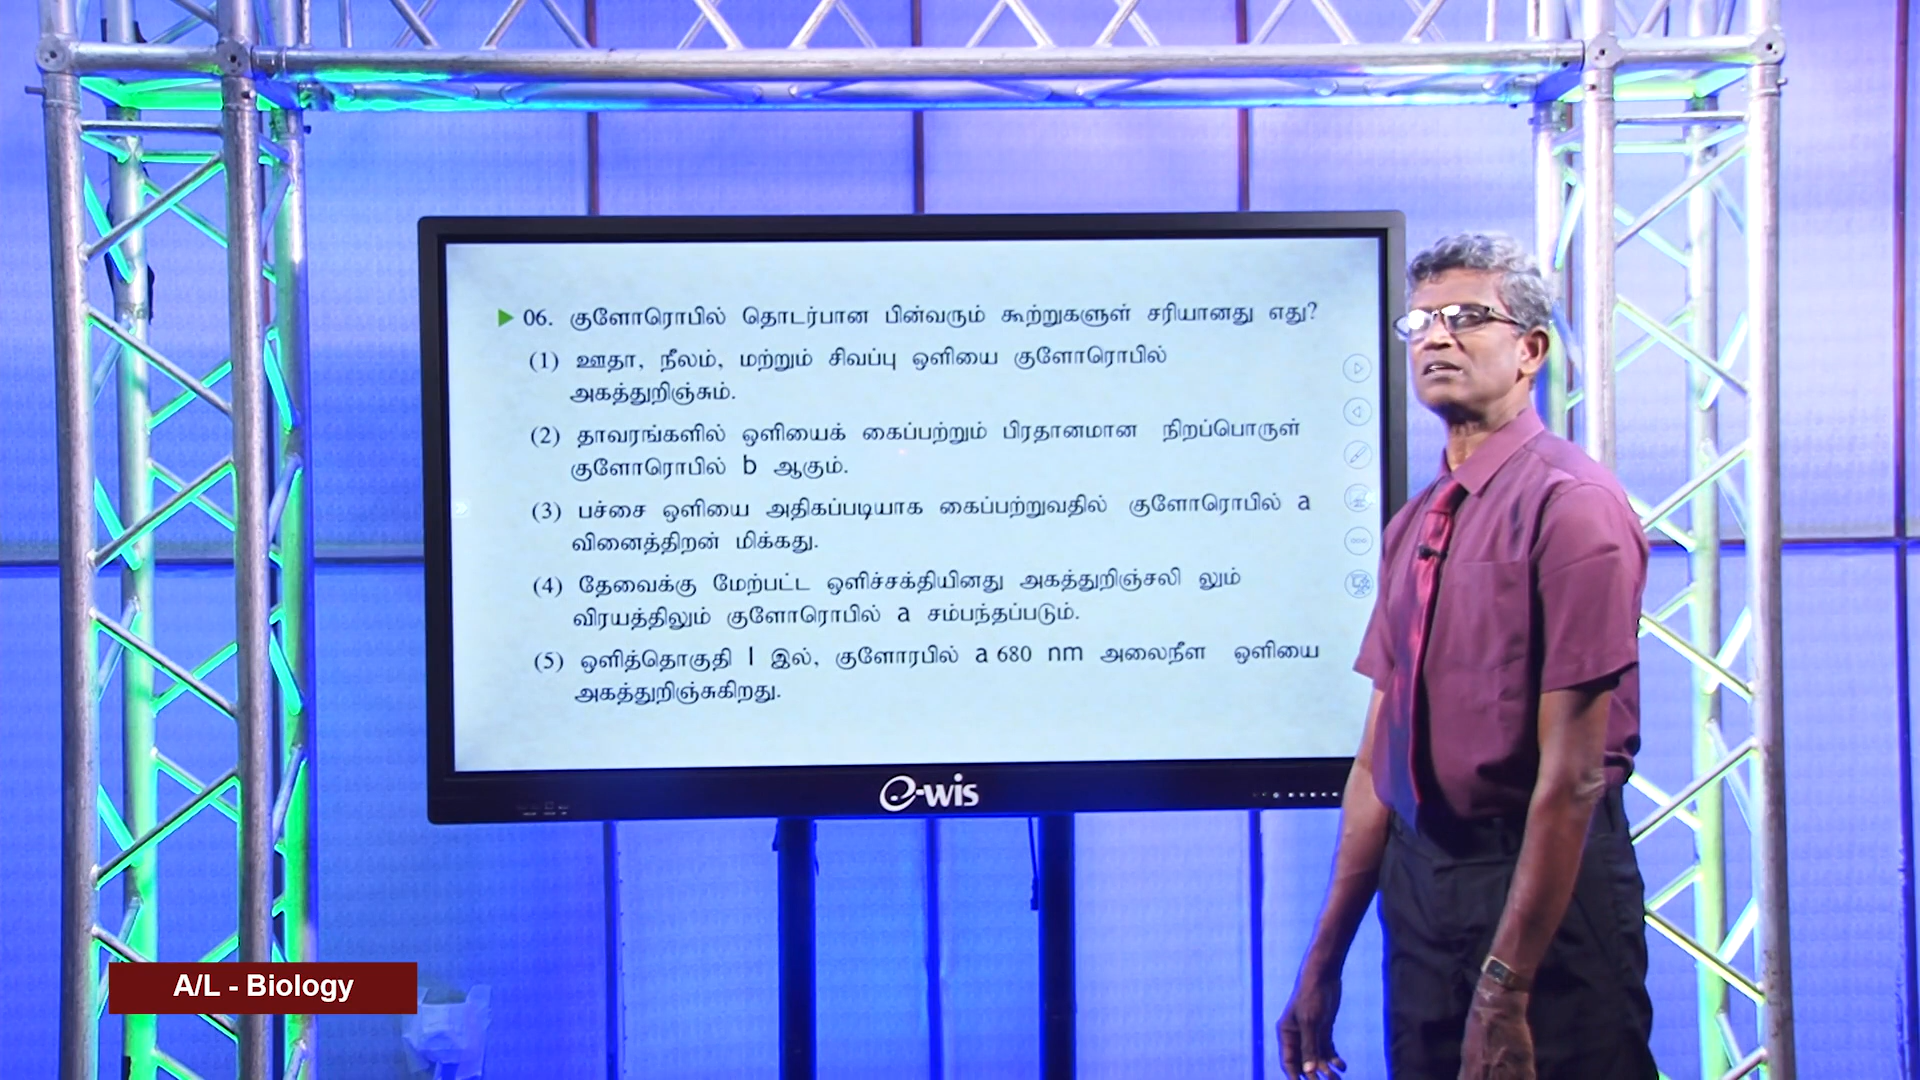 06. குளோரொபில் தொடர்பான பின்வரும் கூற்றுகளுள் சரியானது எது?
(1) ஊதா, நீலம், மற்றும் சிவப்பு ஒளியை குளோரொபில்
அகத்துறிஞ்சும்.
(2) தாவரங்களில் ஒளியைக் கைப்பற்றும் பிரதானமான நிறப்பொருள்
குளோரொபில் b ஆகும்.
(3) பச்சை ஒளியை அதிகப்படியாக கைப்பற்றுவதில் குளோரொபில் a
வினைத்திறன் மிக்கது.
(4) தேவைக்கு மேற்பட்ட ஒளிச்சக்தியினது அகத்துறிஞ்சலி லும்
விரயத்திலும் குளோரொபில் a சம்பந்தப்படும்.
(5) ஒளித்தொகுதி I இல், குளோரபில் a 680 nm அலைநீள ஒளியை
அகத்துறிஞ்சுகிறது.
e-wis
A/L - Biology